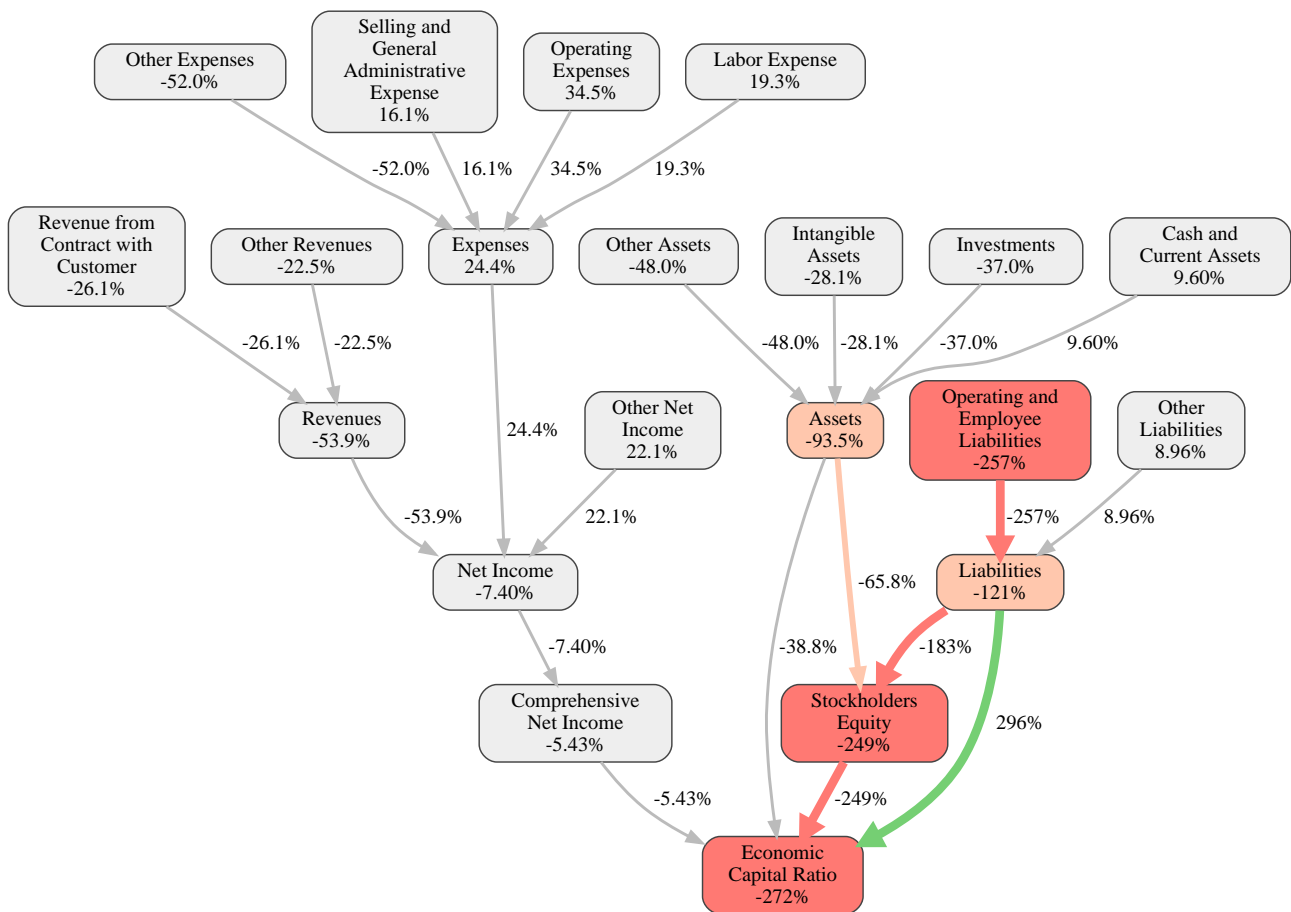 Other Expenses
-52.0%
Selling and
General
Administrative
Expense
16.1%
Operating
Expenses
34.5%
Labor Expense
19.3%
-52.0%
16.1%
34.5%
19.3%
Revenue from
Contract with
Customer
-26.1%
Other Revenues
-22.5%
Expenses
24.4%
Other Assets
-48.0%
Intangible
Assets
-28.1%
Investments
-37.0%
Cash and
Current Assets
9.60%
-26.1%
-22.5%
-48.0%
-28.1%
-37.0%
9.60%
Revenues
-53.9%
24.4%
Other Net
Income
22.1%
Assets
-93.5%
Operating and
Employee
Liabilities
-257%
Other
Liabilities
8.96%
-53.9%
22.1%
-257%
8.96%
Net Income
-7.40%
-65.8%
Liabilities
-121%
-7.40%
-38.8%
-183%
Comprehensive
Net Income
-5.43%
Stockholders
Equity
-249%
296%
-5.43%
-249%
Economic
Capital Ratio
-272%